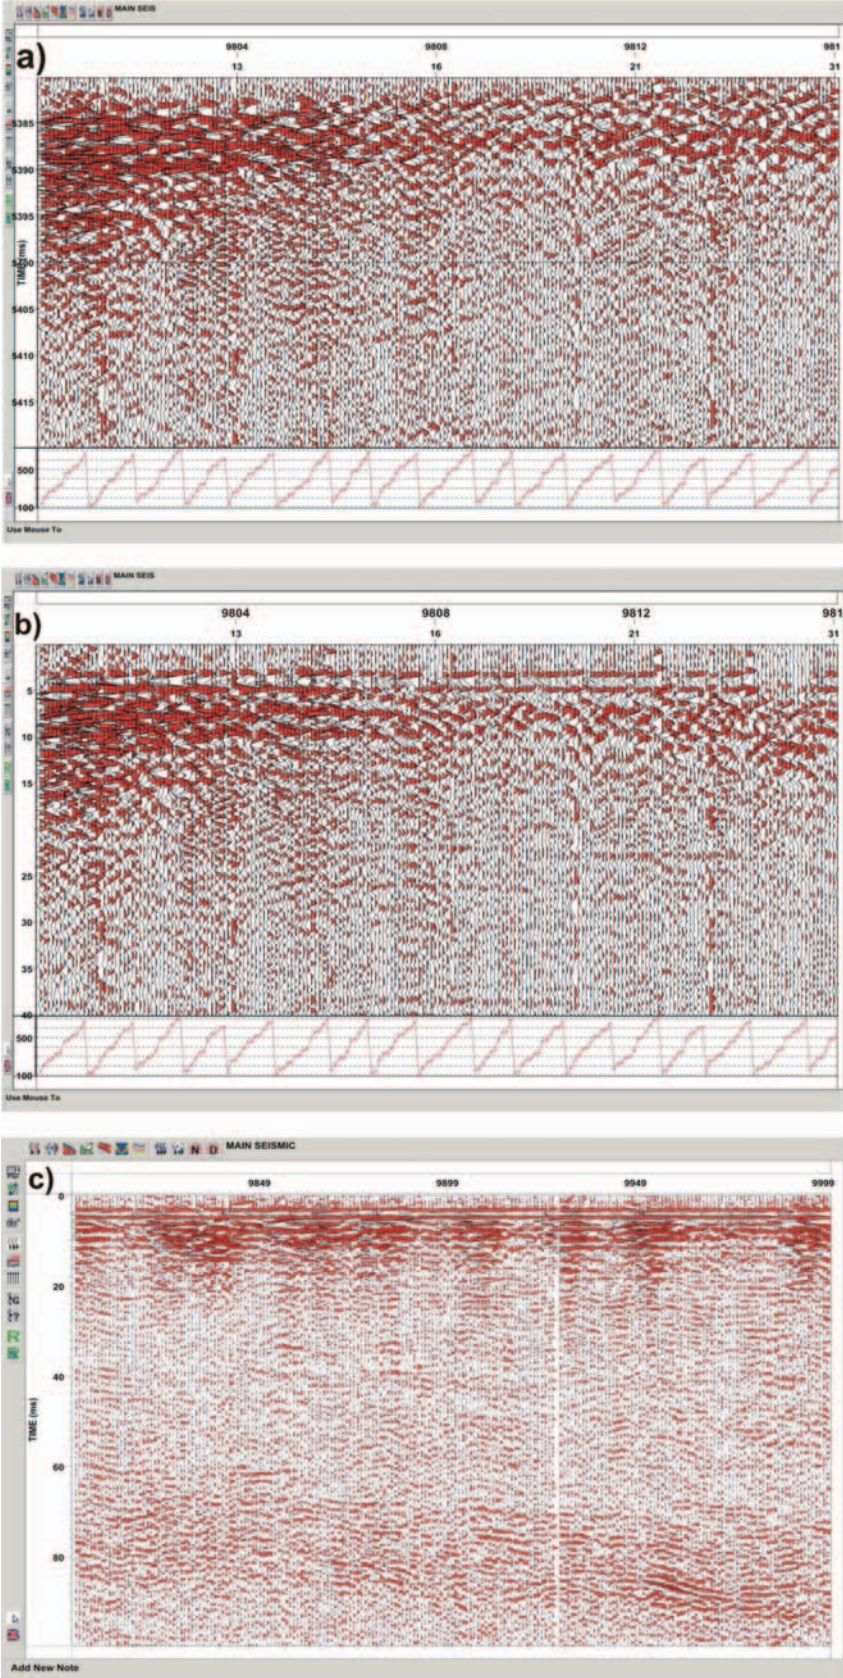 MAIN SEIS
a)
9804 9808 9812 981
13 16 21 31
5385
5390
5395
5400
TIME (ms)
5405
5410
5415
500
100
Use Mouse To
MAIN SEIS
b)
9804 9808 9812 981
13 16 21 31
5
10
15
25
30
35
40
500
100
Use Mouse To
N D MAIN SEISMIC
c)
9849 9899 9949 9999
0
20
40
TIME (ms)
60
80
R
Add New Note